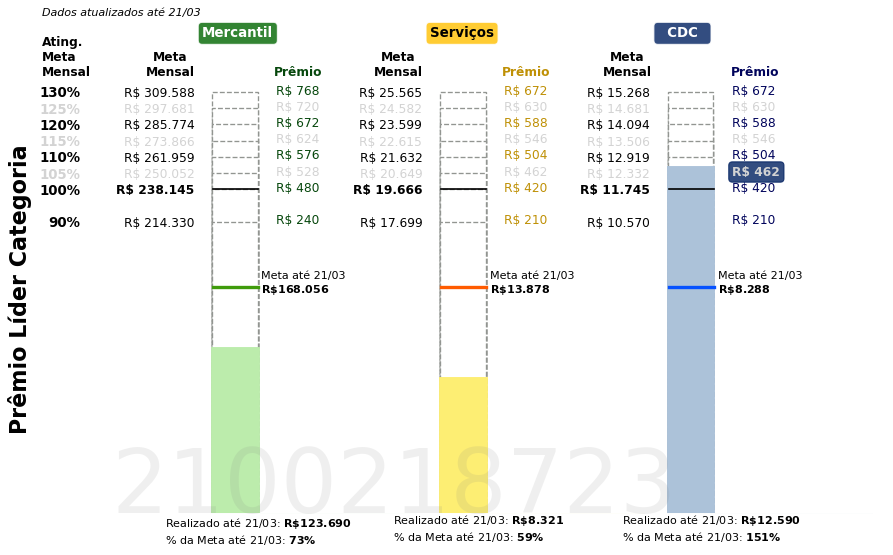 Dados atualizados até 21/03
Mercantil Serviços CDC
Ating. Meta Mensal Meta Mensal Prêmio Meta Mensal Prêmio Meta Mensal Prêmio
130% R$ 309.588 R$ 768 R$ 25.565 R$ 672 R$ 15.268 R$ 672
125% R$ 297.681 R$ 720 R$ 24.582 R$ 630 R$ 14.681 R$ 630
120% R$ 285.774 R$ 672 R$ 23.599 R$ 588 R$ 14.094 R$ 588
115% R$ 273.866 R$ 624 R$ 22.615 R$ 546 R$ 13.506 R$ 546
110% R$ 261.959 R$ 576 R$ 21.632 R$ 504 R$ 12.919 R$ 504
105% R$ 250.052 R$ 528 R$ 20.649 R$ 462 R$ 12.332 R$ 462
100% R$ 238.145 R$ 480 R$ 19.666 R$ 420 R$ 11.745 R$ 420
90% R$ 214.330 R$ 240 R$ 17.699 R$ 210 R$ 10.570 R$ 210
Prêmio Líder Categoria
Meta até 21/03 Meta até 21/03 Meta até 21/03
R$168.056 R$13.878 R$8.288
2100218723
Realizado até 21/03: R$123.690 Realizado até 21/03: R$8.321 Realizado até 21/03: R$12.590
% da Meta até 21/03: 73% % da Meta até 21/03: 59% % da Meta até 21/03: 151%